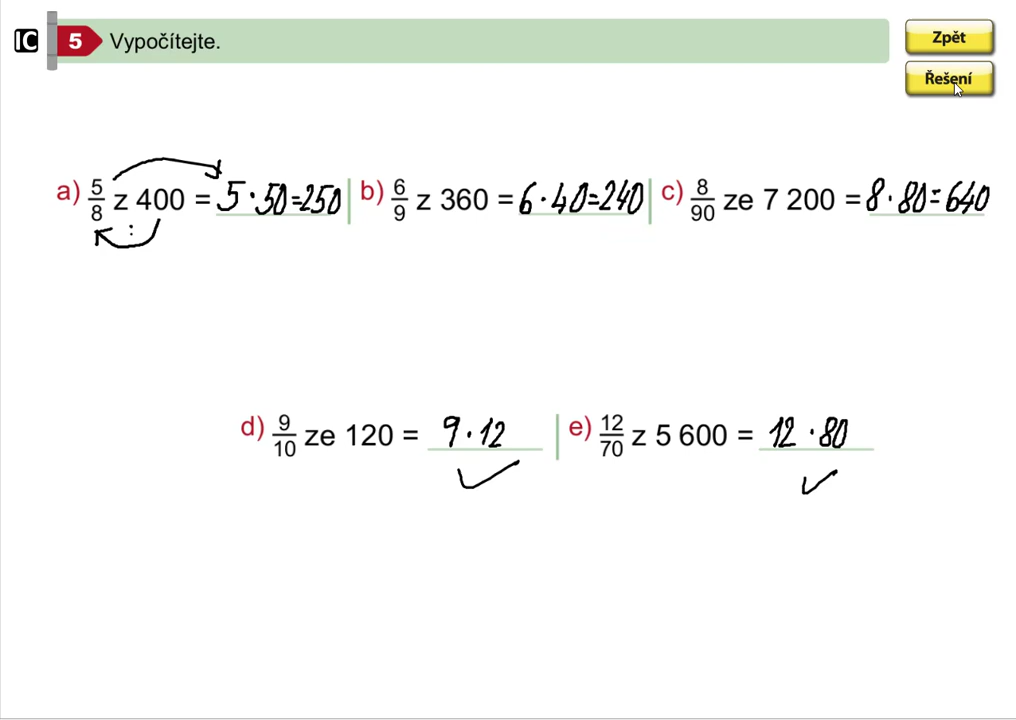 IC 5 Vypočítejte. Zpět
Řešení
a) 5/8 z 400 = 5·50=250 b) 6/9 z 360 = 6·40=240 c) 8/90 ze 7 200 = 8·80=640
:
d) 9/10 ze 120 = 9·12 e) 12/70 z 5 600 = 12·80